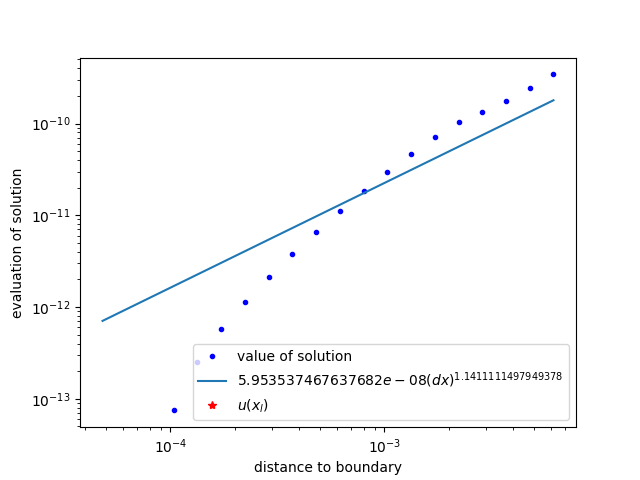 evaluation of solution
10^{-10}
10^{-11}
10^{-12}
10^{-13}
value of solution
5.953537467637682e − 08(dx)^{1.1411111497949378}
u(x_I)
10^{-4}
10^{-3}
distance to boundary